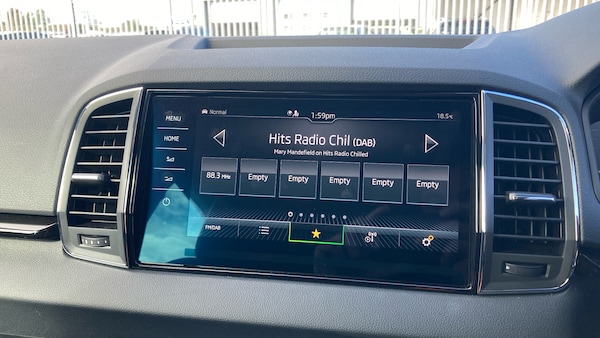 MENU
Normal
1:59pm
18.5°C
HOME
Hits Radio Chil (DAB)
Mary Mandefield on Hits Radio Chilled
88.3 MHz
Empty
Empty
Empty
Empty
Empty
FM/DAB